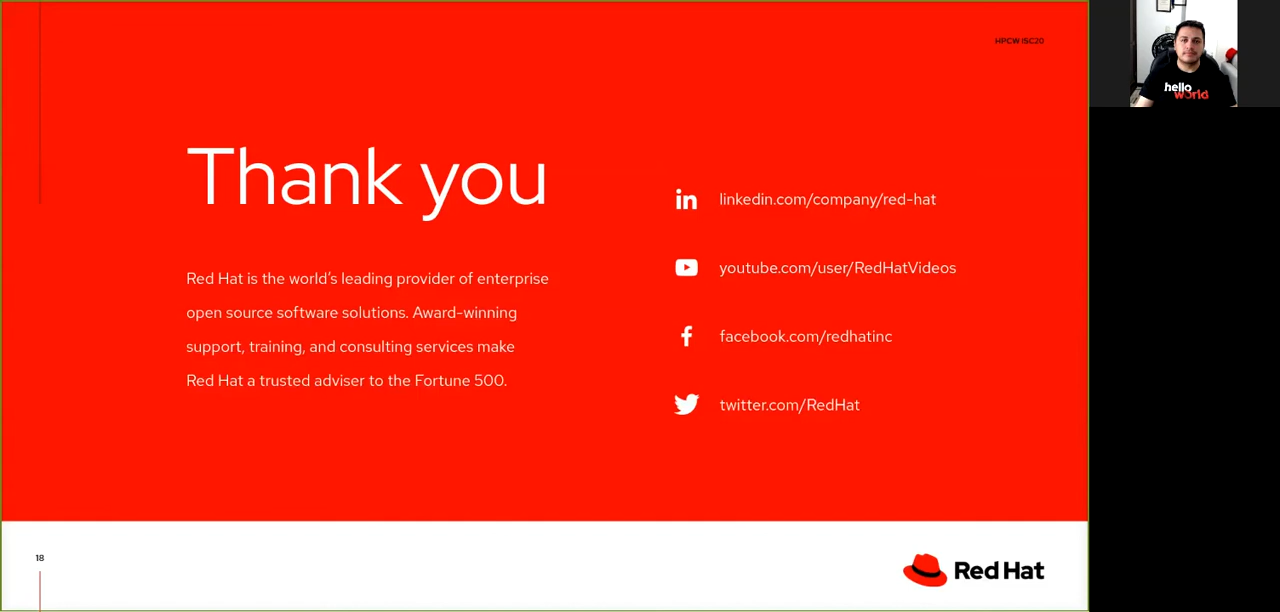 HPCW ISC20
Thank you
Red Hat is the world's leading provider of enterprise
open source software solutions. Award-winning
support, training, and consulting services make
Red Hat a trusted adviser to the Fortune 500.
in
linkedin.com/company/red-hat
youtube.com/user/RedHatVideos
f
facebook.com/redhatinc
twitter.com/RedHat
18
Red Hat
hello
world